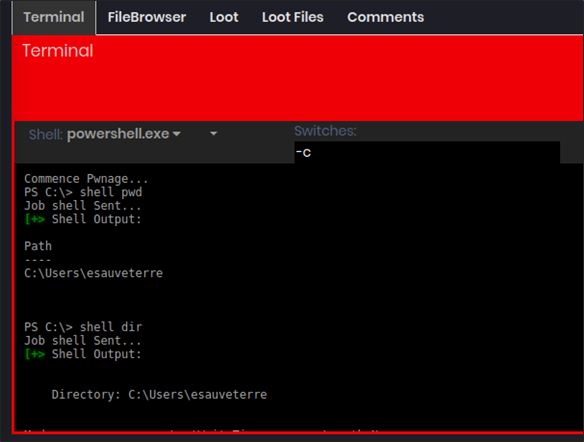 Terminal FileBrowser Loot Loot Files Comments
Terminal
Shell: powershell.exe
Switches:
-c
Commence Pwnage...
PS C:\> shell pwd
Job shell Sent...
[+> Shell Output:
Path
----
C:\Users\esauveterre
PS C:\> shell dir
Job shell Sent...
[+> Shell Output:
Directory: C:\Users\esauveterre